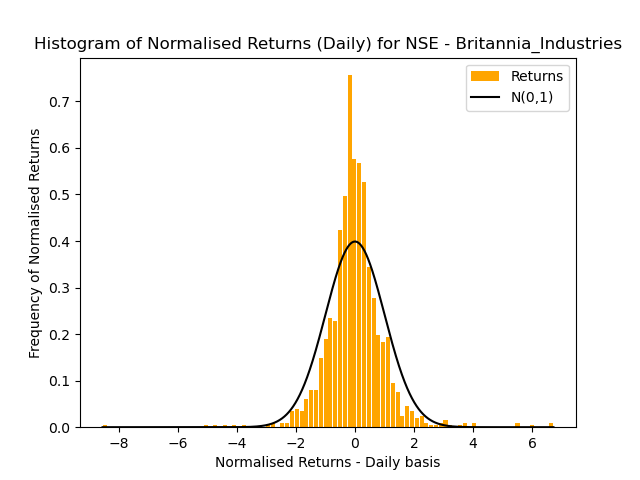 Histogram of Normalised Returns (Daily) for NSE - Britannia_Industries
Returns
N(0,1)
Frequency of Normalised Returns
0.7
0.6
0.5
0.4
0.3
0.2
0.1
0.0
−8 −6 −4 −2 0 2 4 6
Normalised Returns - Daily basis